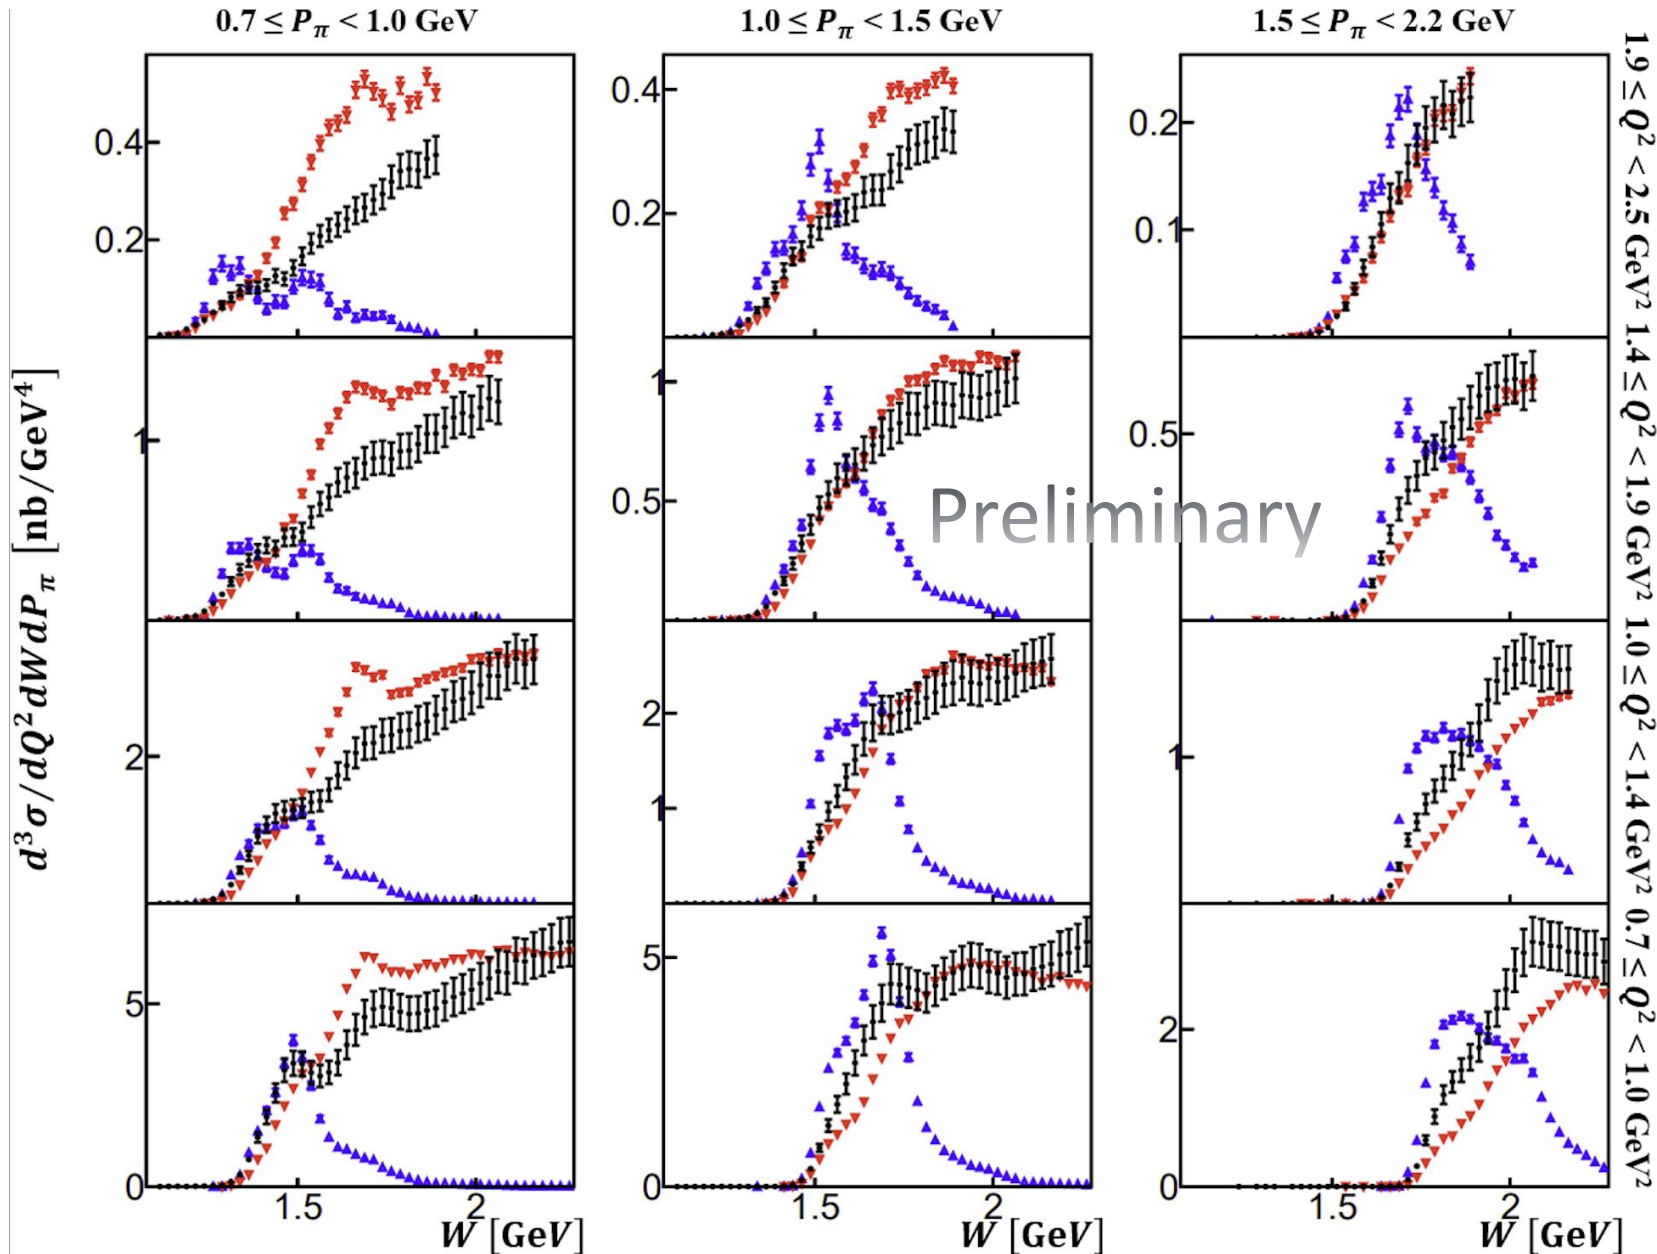 0.7 ≤ P_π < 1.0 GeV
1.0 ≤ P_π < 1.5 GeV
1.5 ≤ P_π < 2.2 GeV
d³σ/dQ²dWdP_π [nb/GeV⁴]
0.4
0.2
0.4
0.2
0.2
0.1
1.9 ≤ Q² < 2.5 GeV²
1
1
0.5
0.5
1.4 ≤ Q² < 1.9 GeV²
Preliminary
2
2
1
1
1.0 ≤ Q² < 1.4 GeV²
5
0
5
0
2
0
0.7 ≤ Q² < 1.0 GeV²
1.5
2
1.5
2
1.5
2
W [GeV]
W [GeV]
W [GeV]